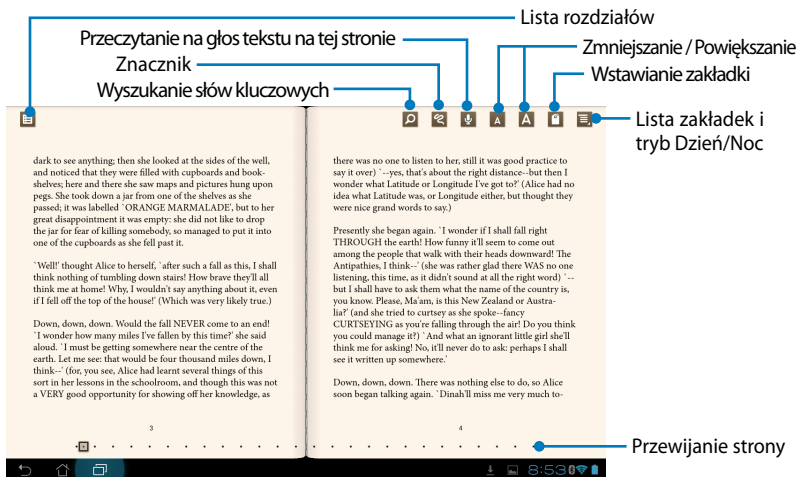 Lista rozdziałów
Przeczytanie na głos tekstu na tej stronie
Zmniejszanie / Powiększanie
Znacznik
Wstawianie zakładki
Wyszukanie słów kluczowych
Lista zakładek i
tryb Dzień/Noc
A A
dark to see anything; then she looked at the sides of the well,
and noticed that they were filled with cupboards and book-
shelves; here and there she saw maps and pictures hung upon
pegs. She took down a jar from one of the shelves as she
passed; it was labelled `ORANGE MARMALADE', but to her
great disappointment it was empty: she did not like to drop
the jar for fear of killing somebody, so managed to put it into
one of the cupboards as she fell past it.
`Well!' thought Alice to herself, `after such a fall as this, I shall
think nothing of tumbling down stairs! How brave they'll all
think me at home! Why, I wouldn't say anything about it, even
if I fell off the top of the house!' (Which was very likely true.)
Down, down, down. Would the fall NEVER come to an end!
`I wonder how many miles I've fallen by this time?' she said
aloud. `I must be getting somewhere near the centre of the
earth. Let me see: that would be four thousand miles down, I
think--' (for, you see, Alice had learnt several things of this
sort in her lessons in the schoolroom, and though this was not
a VERY good opportunity for showing off her knowledge, as
3
there was no one to listen to her, still it was good practice to
say it over) `--yes, that's about the right distance--but then I
wonder what Latitude or Longitude I've got to?' (Alice had no
idea what Latitude was, or Longitude either, but thought they
were nice grand words to say.)
Presently she began again. `I wonder if I shall fall right
THROUGH the earth! How funny it'll seem to come out
among the people that walk with their heads downward! The
Antipathies, I think--' (she was rather glad there WAS no one
listening, this time, as it didn't sound at all the right word) `--
but I shall have to ask them what the name of the country is,
you know. Please, Ma'am, is this New Zealand or Austra-
lia?' (and she tried to curtsey as she spoke--fancy
CURTSEYING as you're falling through the air! Do you think
you could manage it?) `And what an ignorant little girl she'll
think me for asking! No, it'll never do to ask: perhaps I shall
see it written up somewhere.'
Down, down, down. There was nothing else to do, so Alice
soon began talking again. `Dinah'll miss me very much to-
4
Przewijanie strony
8:53